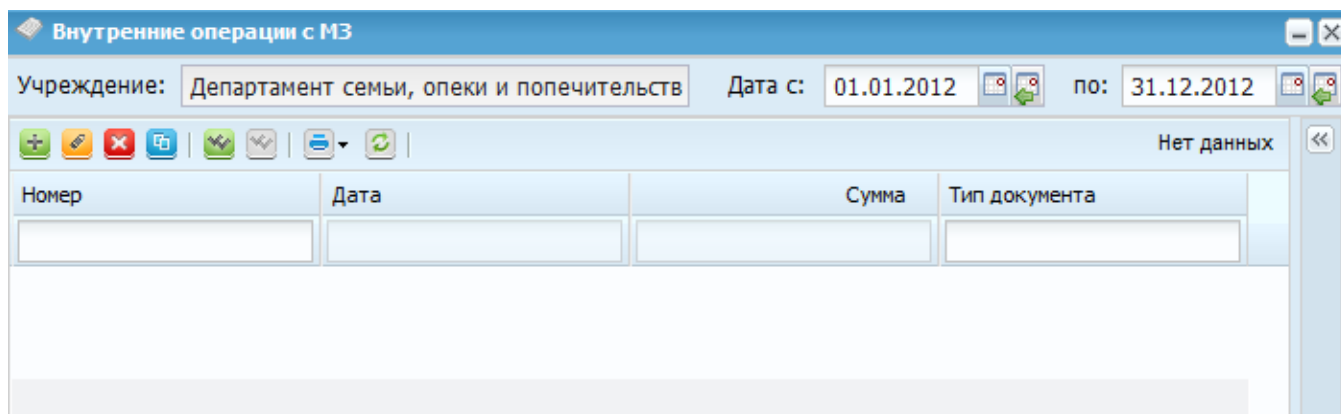 Внутренние операции с МЗ
Учреждение: Департамент семьи, опеки и попечительств Дата с: 01.01.2012 по: 31.12.2012
Нет данных
Номер Дата Сумма Тип документа